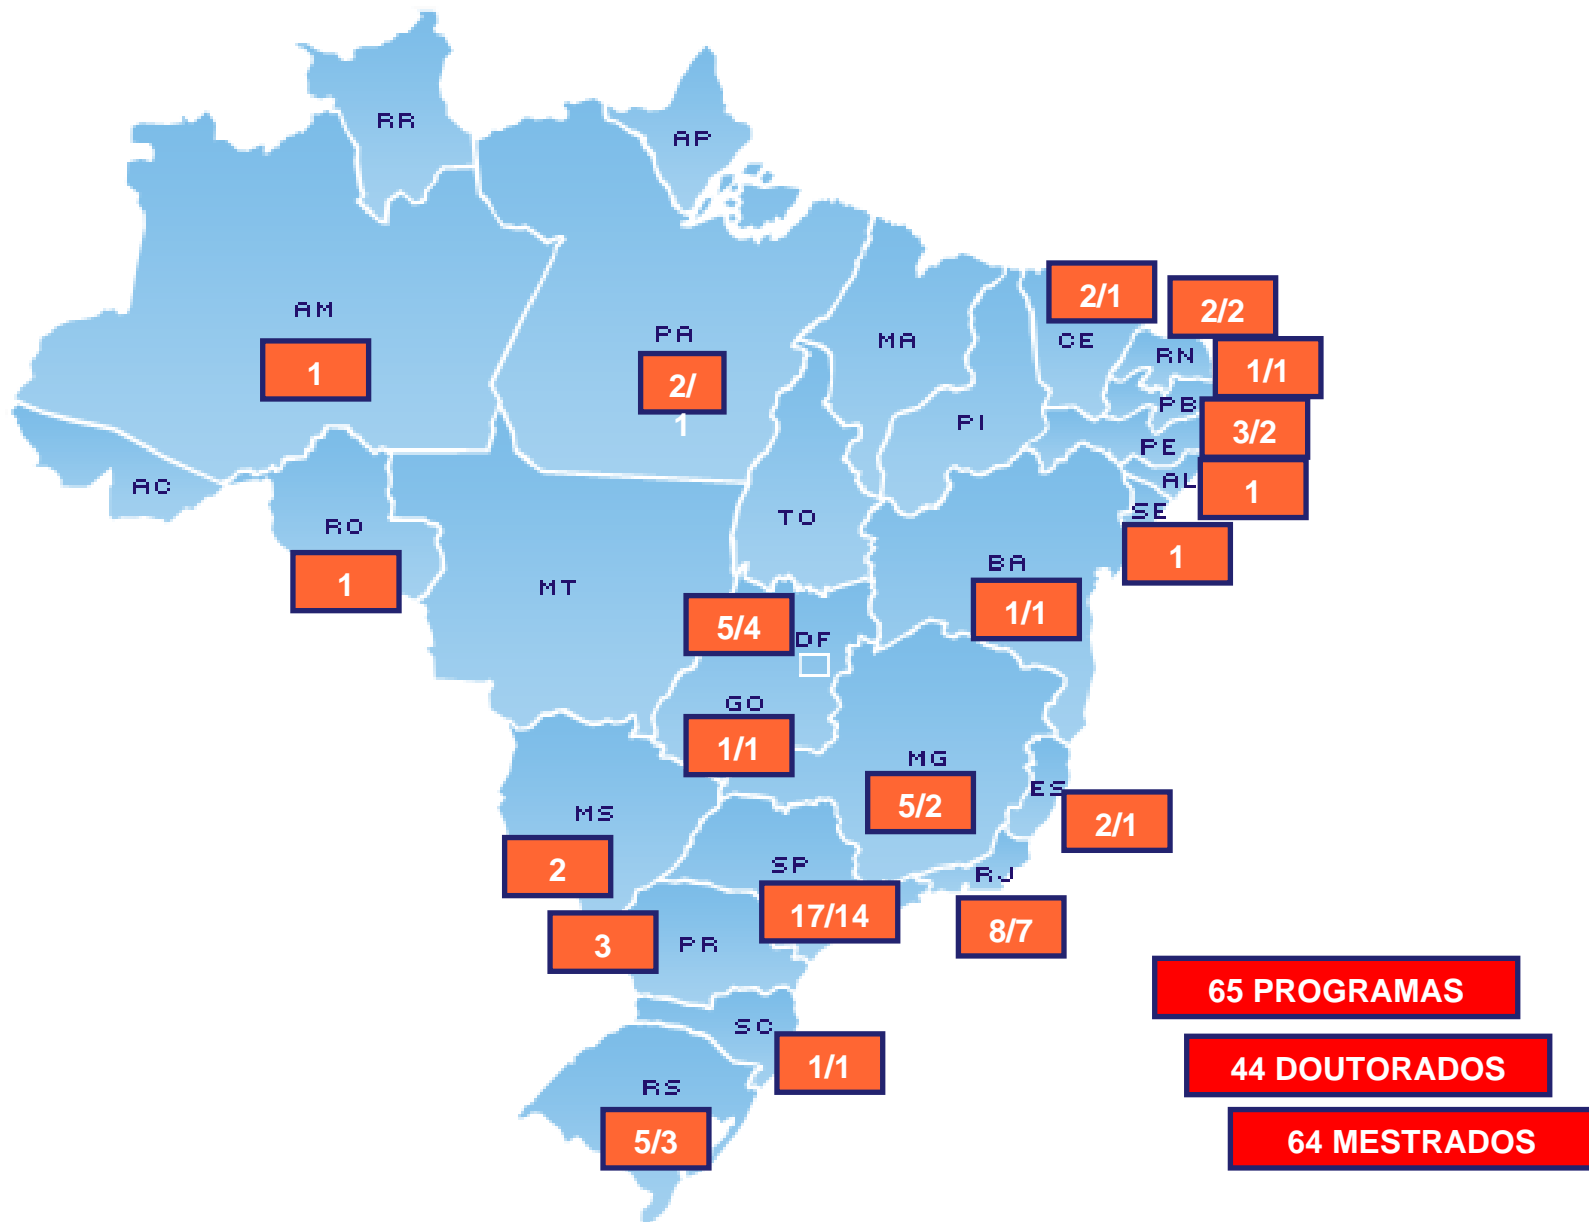 RR
AP
AM
1
PA
2/
1
MA
CE
2/1
2/2
RN
1/1
PB
PI
3/2
PE
AL
1
AC
SE
1
RO
1
TO
BA
1/1
MT
5/4
DF
GO
1/1
MG
5/2
ES
2/1
MS
2
SP
17/14
RJ
8/7
3
PR
SC
1/1
RS
5/3
65 PROGRAMAS
44 DOUTORADOS
64 MESTRADOS